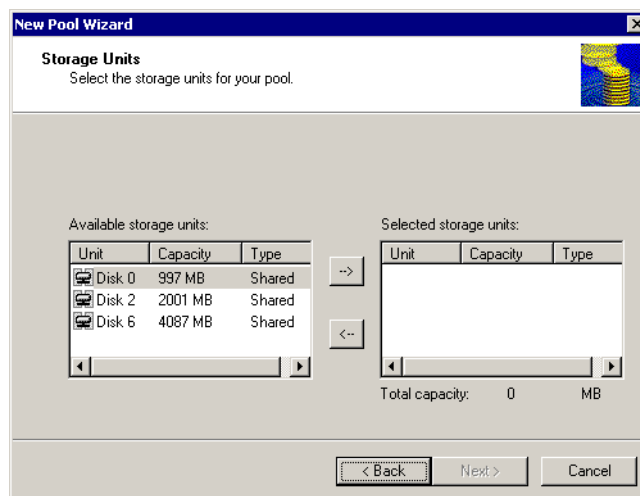 New Pool Wizard
Storage Units
Select the storage units for your pool.
Available storage units:
Unit Capacity Type
Disk 0 997 MB Shared
Disk 2 2001 MB Shared
Disk 6 4087 MB Shared
-->
<--
Selected storage units:
Unit Capacity Type
Total capacity: 0 MB
< Back
Next >
Cancel